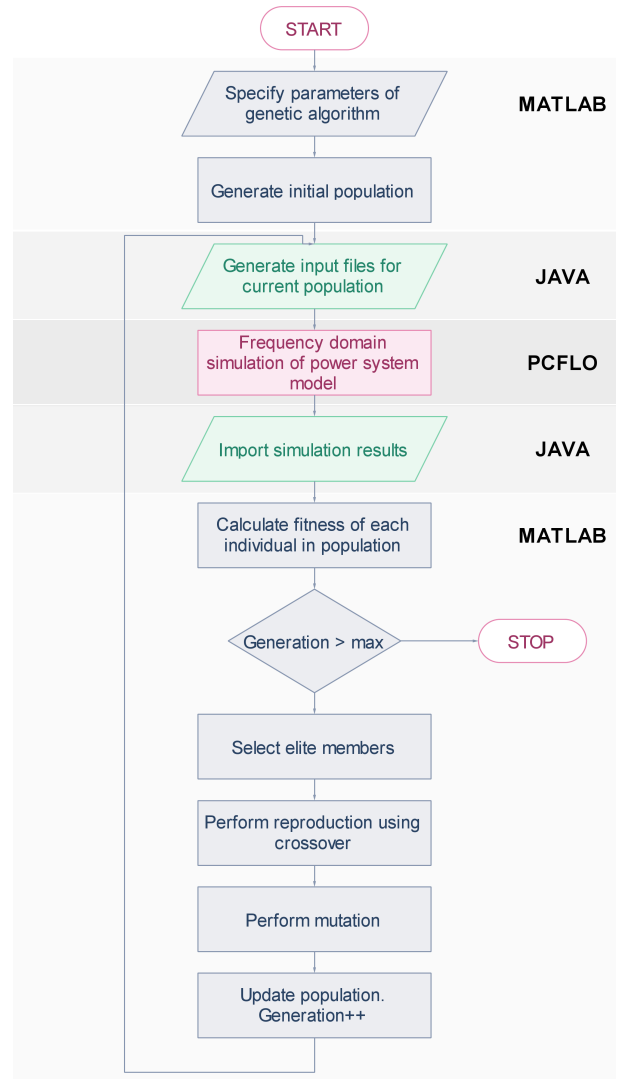 START
Specify parameters of
genetic algorithm
MATLAB
Generate initial population
Generate input files for
current population
JAVA
Frequency domain
simulation of power system
model
PCFLO
Import simulation results
JAVA
Calculate fitness of each
individual in population
MATLAB
Generation > max
STOP
Select elite members
Perform reproduction using
crossover
Perform mutation
Update population.
Generation++